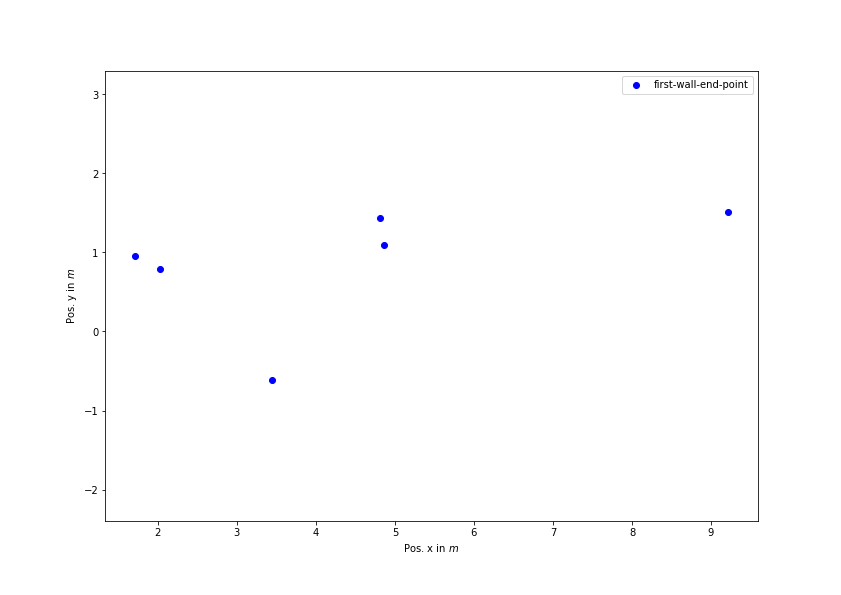 first-wall-end-point
3
2
1
0
−1
−2
Pos. y in m
2 3 4 5 6 7 8 9
Pos. x in m